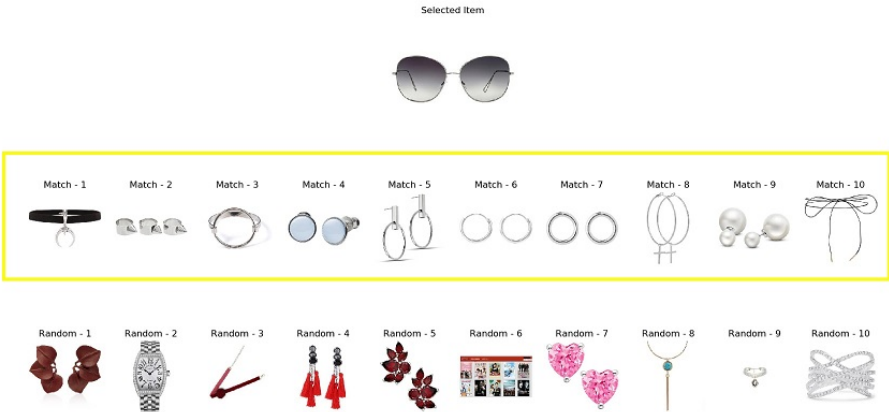 Selected Item
Match - 1 Match - 2 Match - 3 Match - 4 Match - 5 Match - 6 Match - 7 Match - 8 Match - 9 Match - 10
Random - 1 Random - 2 Random - 3 Random - 4 Random - 5 Random - 6 Random - 7 Random - 8 Random - 9 Random - 10